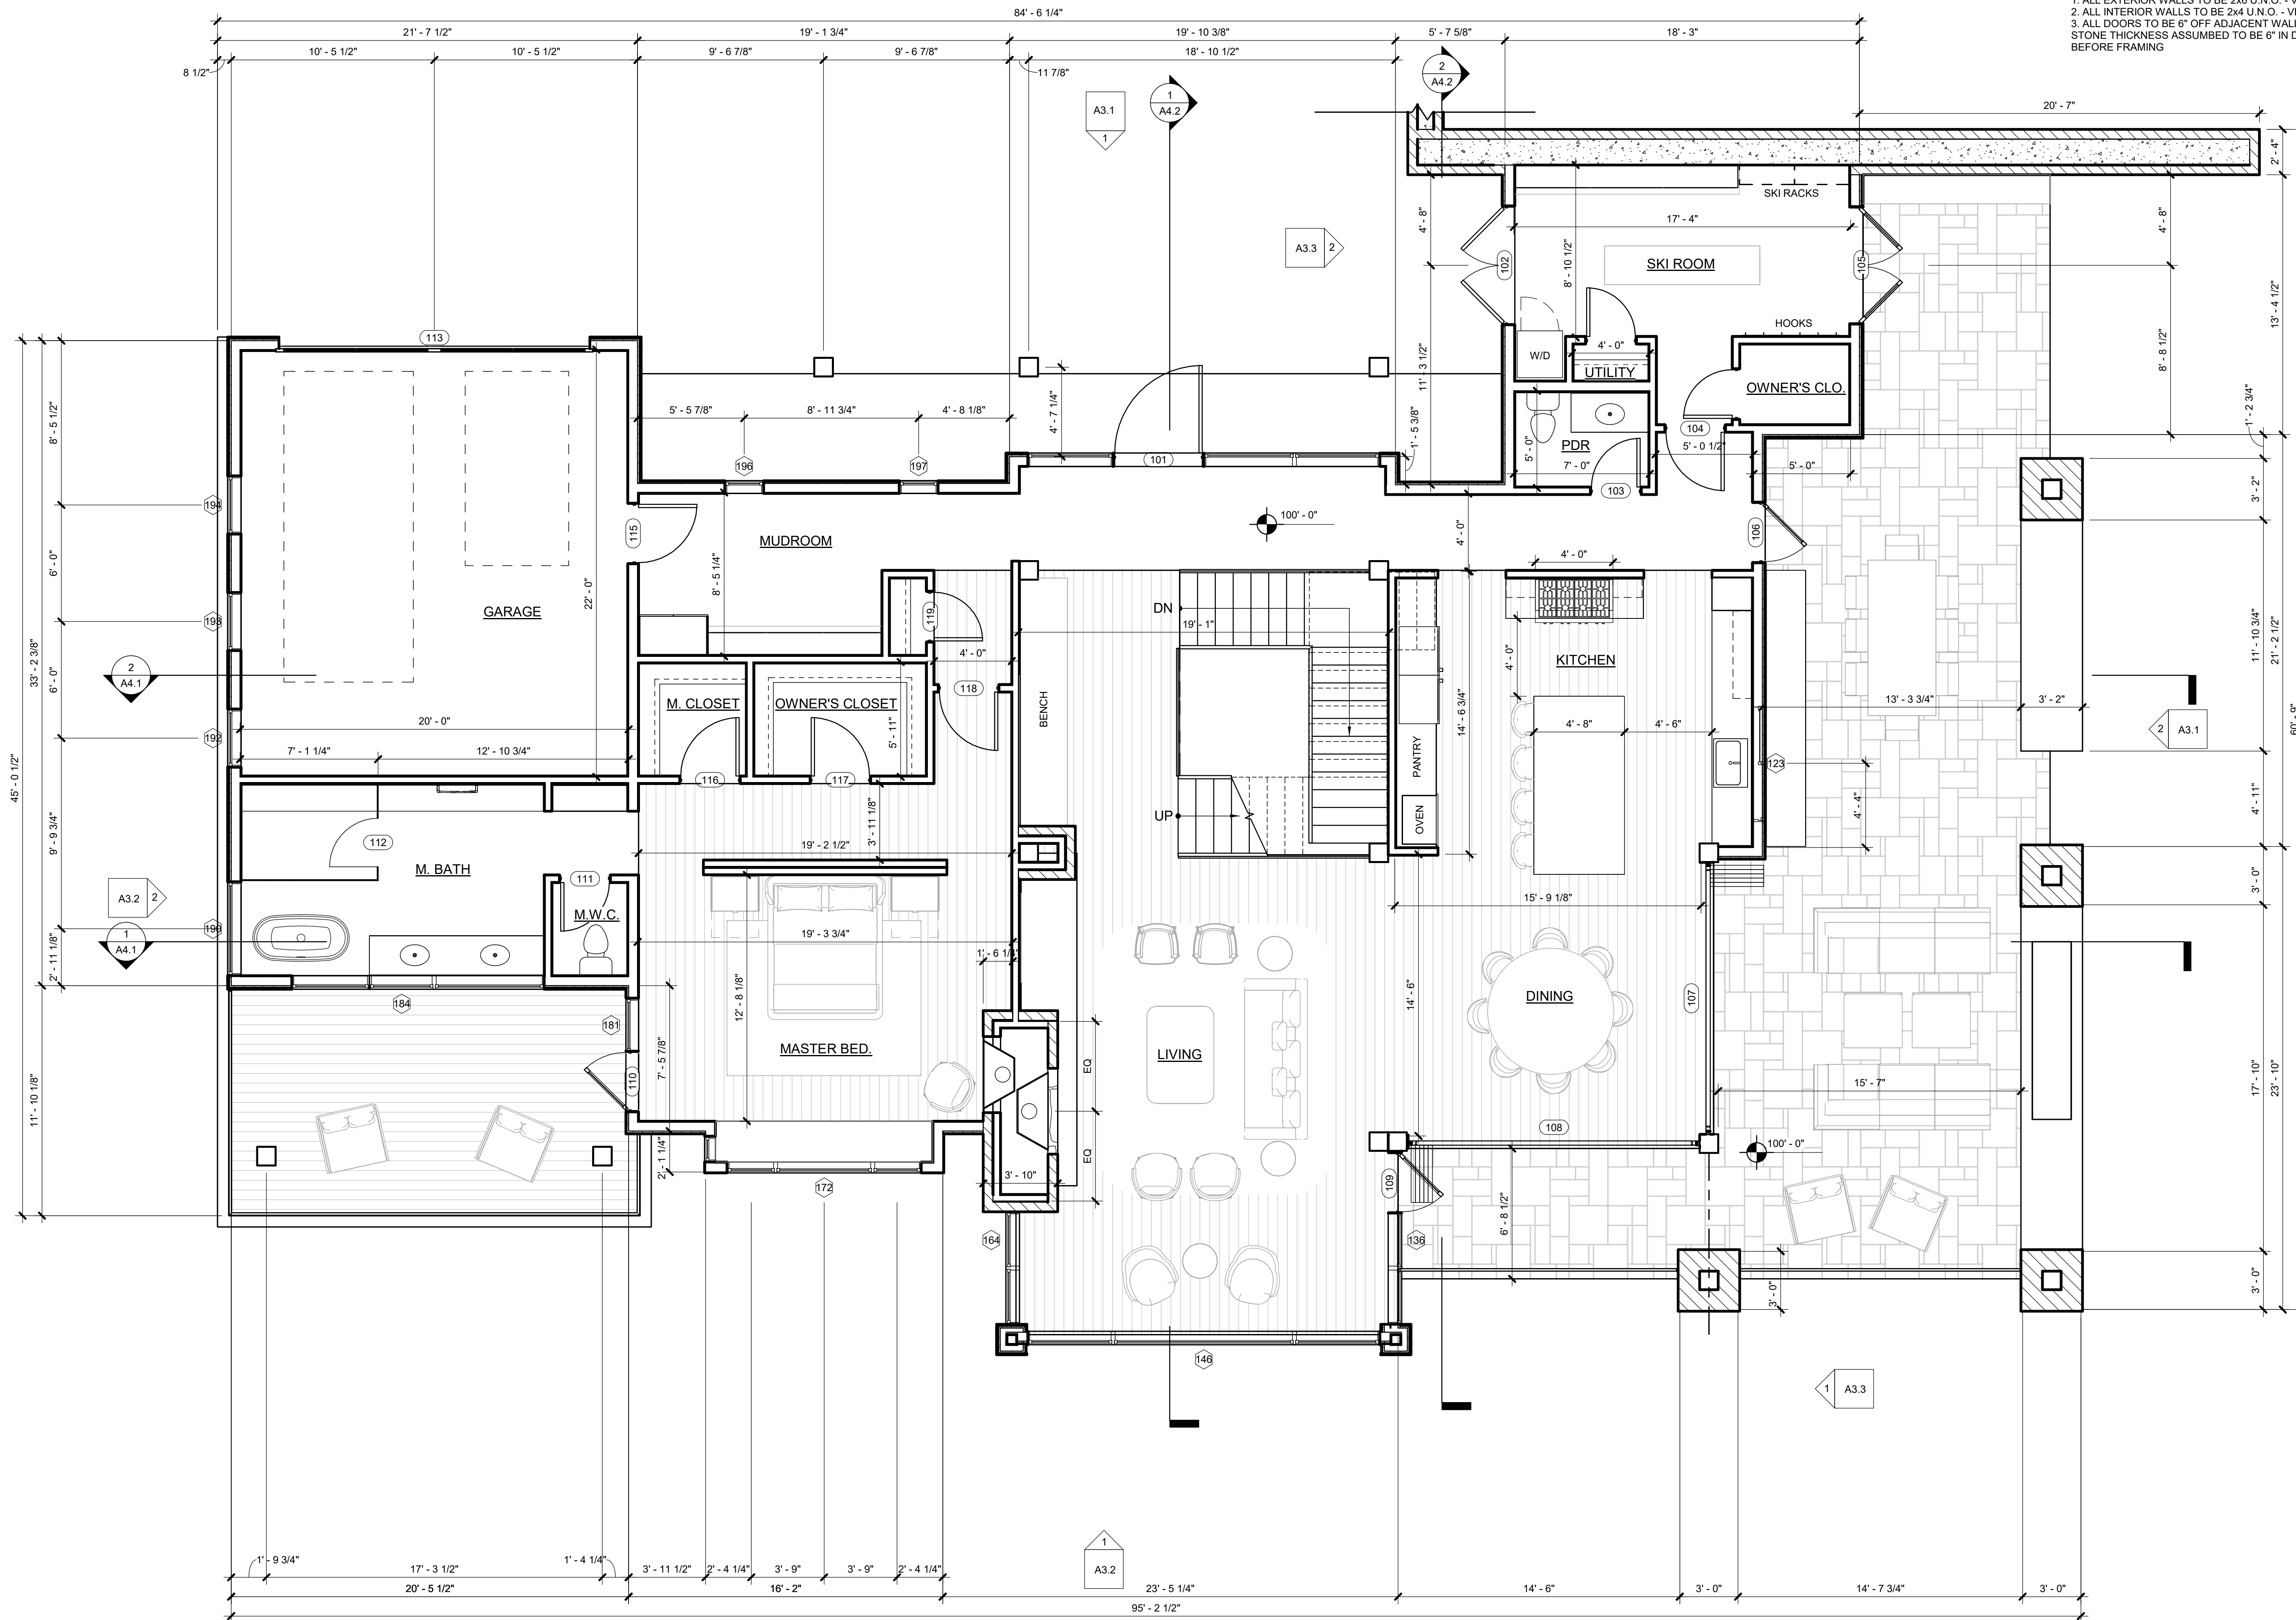 1. ALL EXTERIOR WALLS TO BE 2x6 U.N.O. -
2. ALL INTERIOR WALLS TO BE 2x4 U.N.O. -
3. ALL DOORS TO BE 6" OFF ADJACENT
STONE THICKNESS ASSUMBED TO BE 6" IN
BEFORE FRAMING
84' - 6 1/4"
21' - 7 1/2"
19' - 1 3/4"
19' - 10 3/8"
5' - 7 5/8"
18' - 3"
10' - 5 1/2"
10' - 5 1/2"
9' - 6 7/8"
9' - 6 7/8"
18' - 10 1/2"
8 1/2"
11 7/8"
2
A4.2
1
A4.2
A3.1
1
20' - 7"
2' - 4"
SKI RACKS
17' - 4"
4' - 8"
4' - 8"
A3.3
2
8' - 10 1/2"
SKI ROOM
102
105
13' - 4 1/2"
HOOKS
113
4' - 0"
W/D
UTILITY
OWNER'S CLO.
11' - 3 1/2"
8' - 8 1/2"
8' - 5 1/2"
5' - 5 7/8"
8' - 11 3/4"
4' - 8 1/8"
4' - 7 1/4"
1' - 5 3/8"
PDR
104
5' - 0 1/2"
5' - 0"
1' - 2 3/4"
5' - 0"
7' - 0"
196
197
101
103
194
3' - 2"
115
MUDROOM
100' - 0"
4' - 0"
106
6' - 0"
4' - 0"
8' - 5 1/4"
22' - 0"
GARAGE
193
119
DN
19' - 1"
KITCHEN
4' - 0"
11' - 10 3/4"
21' - 2 1/2"
33' - 2 3/8"
6' - 0"
2
A4.1
4' - 0"
118
M. CLOSET
OWNER'S CLOSET
BENCH
14' - 6 3/4"
4' - 8"
4' - 6"
13' - 3 3/4"
3' - 2"
2
A3.1
60' - 9"
20' - 0"
7' - 1 1/4"
12' - 10 3/4"
5' - 11"
192
116
117
PANTRY
123
45' - 0 1/2"
UP
OVEN
4' - 4"
4' - 11"
9' - 9 3/4"
112
3' - 11 1/8"
19' - 2 1/2"
M. BATH
111
3' - 0"
A3.2
2
15' - 9 1/8"
M.W.C.
190
1
A4.1
19' - 3 3/4"
1' - 6 1/4"
2' - 11 1/8"
12' - 8 1/8"
14' - 6"
DINING
107
184
181
MASTER BED.
LIVING
EQ
7' - 5 7/8"
110
15' - 7"
17' - 10"
23' - 10"
11' - 10 1/8"
108
100' - 0"
2' - 1 1/4"
EQ
3' - 10"
109
172
6' - 8 1/2"
164
136
3' - 0"
3' - 0"
146
1
A3.3
1
A3.2
1' - 9 3/4"
17' - 3 1/2"
1' - 4 1/4"
3' - 11 1/2"
2' - 4 1/4"
3' - 9"
3' - 9"
2' - 4 1/4"
20' - 5 1/2"
16' - 2"
23' - 5 1/4"
14' - 6"
3' - 0"
14' - 7 3/4"
3' - 0"
95' - 2 1/2"